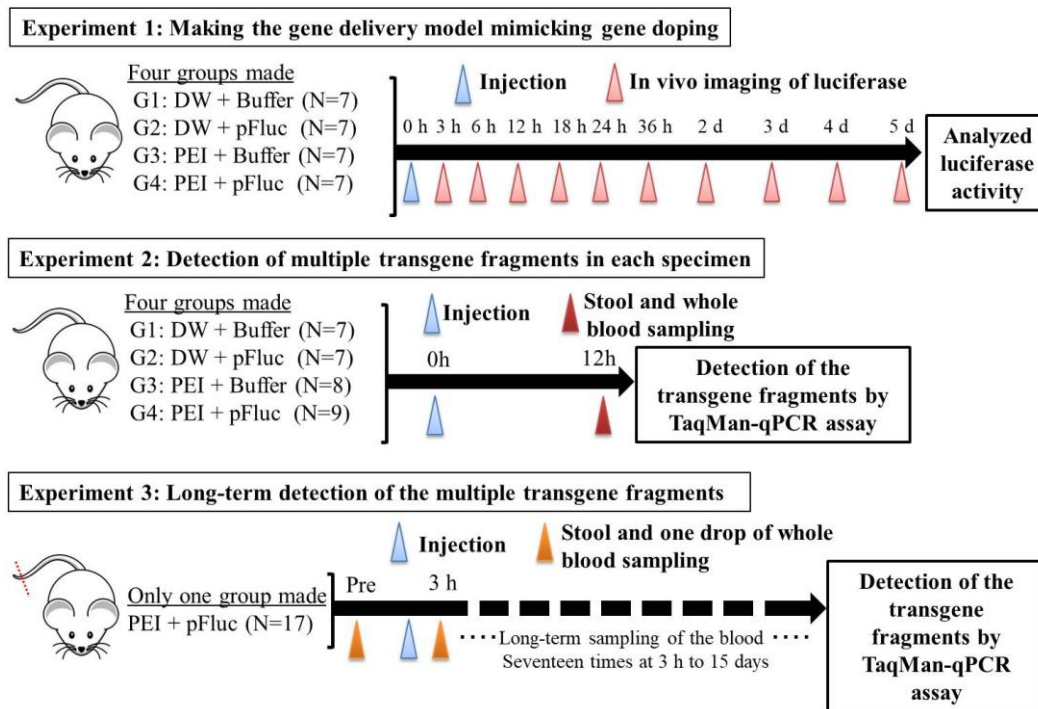 Experiment 1: Making the gene delivery model mimicking gene doping
Four groups made
G1: DW + Buffer (N=7)
G2: DW + pFluc (N=7)
G3: PEI + Buffer (N=7)
G4: PEI + pFluc (N=7)
Injection
In vivo imaging of luciferase
0 h 3 h 6 h 12 h 18 h 24 h 36 h 2 d 3 d 4 d 5 d
Analyzed
luciferase
activity
Experiment 2: Detection of multiple transgene fragments in each specimen
Four groups made
G1: DW + Buffer (N=7)
G2: DW + pFluc (N=7)
G3: PEI + Buffer (N=8)
G4: PEI + pFluc (N=9)
Injection
Stool and whole
blood sampling
0h 12h
Detection of the
transgene fragments by
TaqMan-qPCR assay
Experiment 3: Long-term detection of the multiple transgene fragments
Only one group made
PEI + pFluc (N=17)
Injection
Stool and one drop of whole
blood sampling
Pre 3 h
····Long-term sampling of the blood ····
Seventeen times at 3 h to 15 days
Detection of the
transgene
fragments by
TaqMan-qPCR
assay